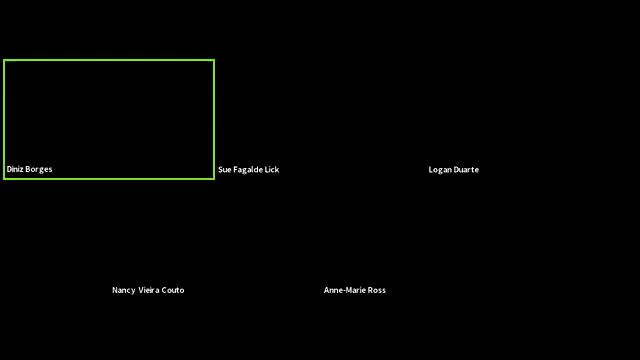 Diniz Borges
Sue Fagalde Lick
Logan Duarte
Nancy Vieira Couto
Anne-Marie Ross